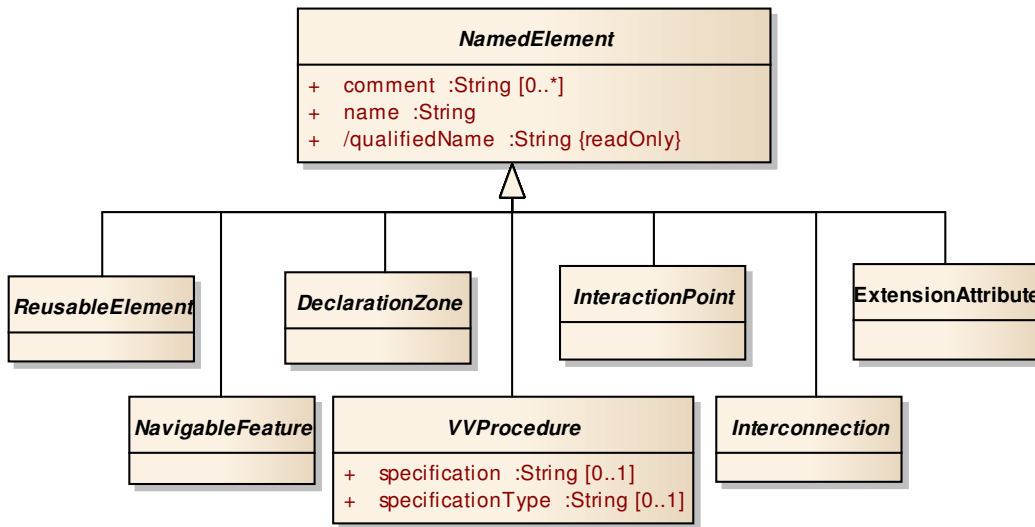 NamedElement
+ comment :String [0..*]
+ name :String
+ /qualifiedName :String {readOnly}
ReusableElement
DeclarationZone
InteractionPoint
ExtensionAttribute
NavigableFeature
VVProcedure
+ specification :String [0..1]
+ specificationType :String [0..1]
Interconnection